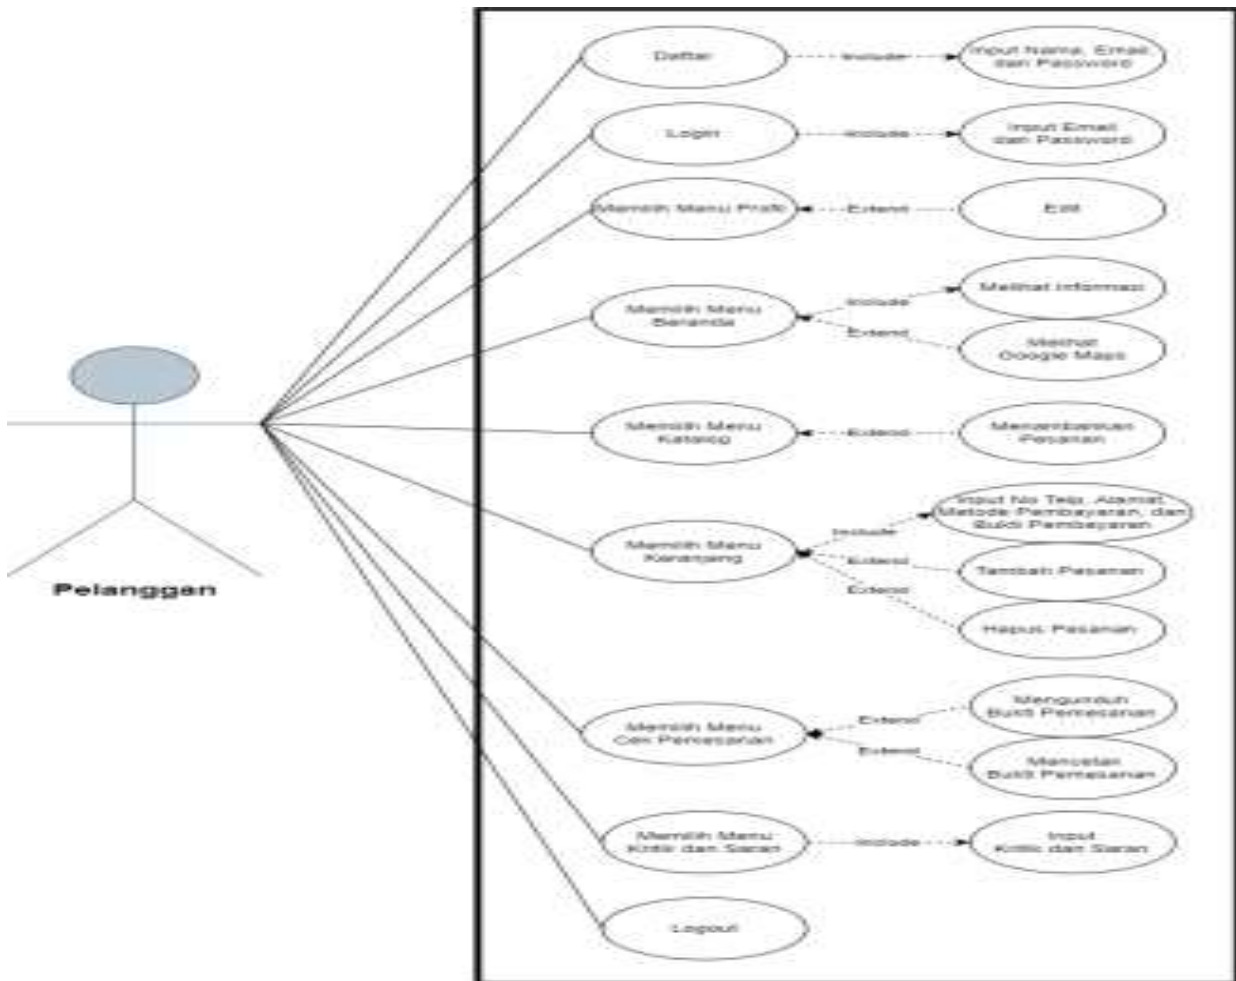 Daftar
Include
Input Nama, Email,
dan Password
Login
Include
Input Email
dan Password
Memilih Menu Profil
Extend
Edit
Memilih Menu
Beranda
Include
Melihat Informasi
Extend
Melihat
Google Maps
Memilih Menu
Katalog
Extend
Menambahkan
Pesanan
Memilih Menu
Keranjang
Include
Input No Telp, Alamat,
Metode Pembayaran, dan
Bukti Pembayaran
Extend
Tambah Pesanan
Extend
Hapus Pesanan
Pelanggan
Memilih Menu
Cek Pemesanan
Extend
Mengunduh
Bukti Pemesanan
Extend
Mencetak
Bukti Pemesanan
Memilih Menu
Kritik dan Saran
Include
Input
Kritik dan Saran
Logout